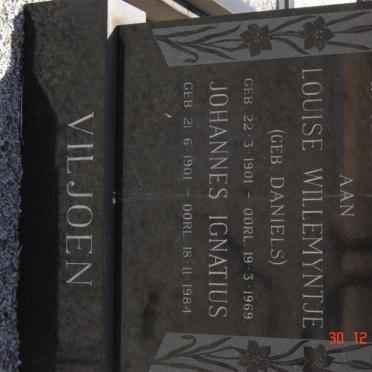 AAN
LOUISE WILLEMYNTJE
(GEB. DANIELS)
GEB. 22·3·1901 – OORL. 19·3·1969
JOHANNES IGNATIUS
GEB 21·6·1901 – OORL 18·11·1984
VILJOEN
30 12